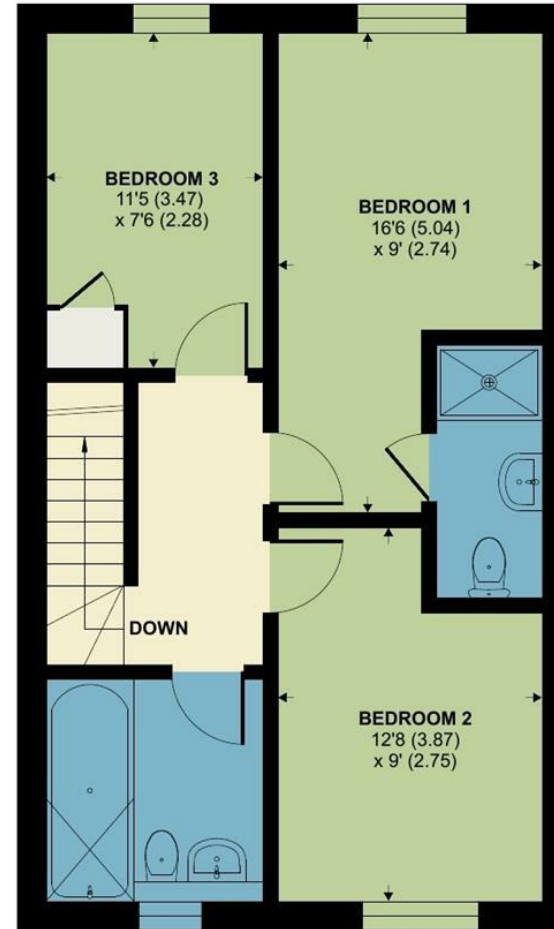 BEDROOM 3
11'5 (3.47)
x 7'6 (2.28)
BEDROOM 1
16'6 (5.04)
x 9' (2.74)
DOWN
BEDROOM 2
12'8 (3.87)
x 9' (2.75)